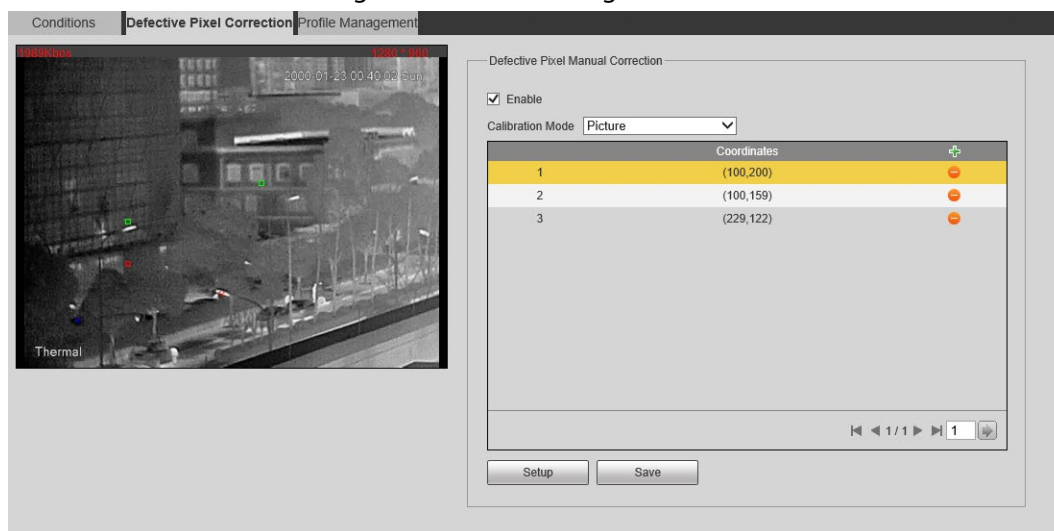 Conditions Defective Pixel Correction Profile Management
1989Kbps 1280 * 960
2000-01-23 00:40:02 Sun
Thermal
Defective Pixel Manual Correction
Enable
Calibration Mode Picture
Coordinates
1 (100,200)
2 (100,159)
3 (229,122)
1 / 1 1
Setup Save